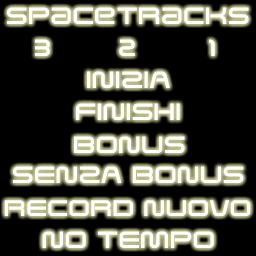 SPACETRACKS
3 2 1
INIZIA
FINISHI
BONUS
SENZA BONUS
RECORD NUOVO
NO TEMPO